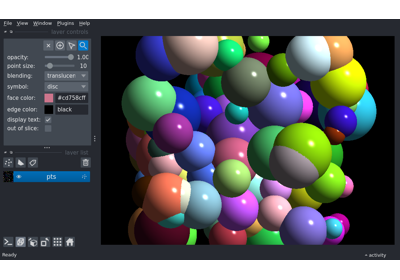 File View Window Plugins Help
layer controls
opacity: 1.00
point size: 10
blending: translucen
symbol: disc
face color: #cd758cff
edge color: black
display text:
out of slice:
layer list
pts
Ready
activity